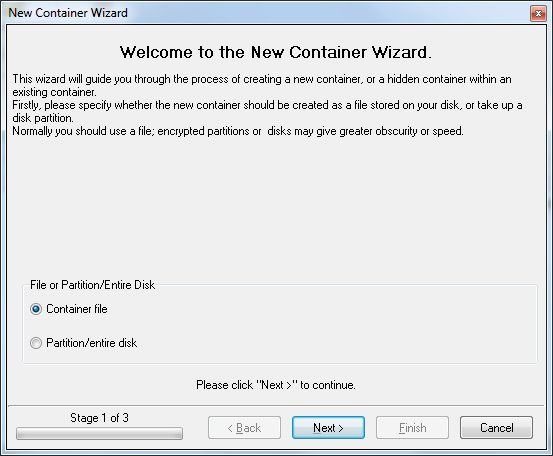 New Container Wizard
Welcome to the New Container Wizard.
This wizard will guide you through the process of creating a new container, or a hidden container within an
existing container.
Firstly, please specify whether the new container should be created as a file stored on your disk, or take up a
disk partition.
Normally you should use a file; encrypted partitions or  disks may give greater obscurity or speed.
File or Partition/Entire Disk
Container file
Partition/entire disk
Please click "Next >" to continue.
Stage 1 of 3
< Back
Next >
Finish
Cancel